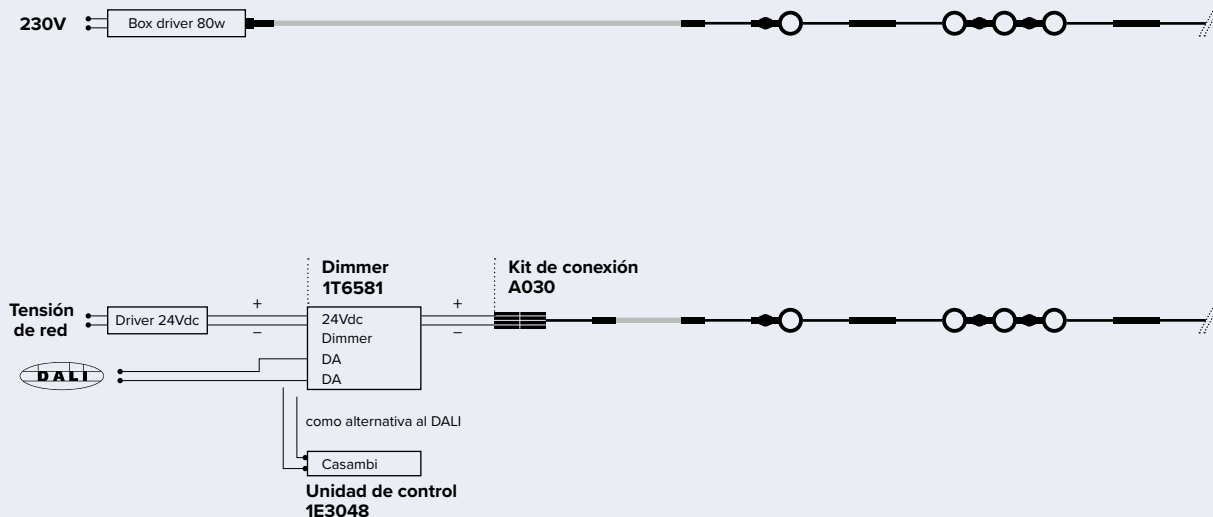 230V
Box driver 80w
Dimmer
1T6581
Kit de conexión
A030
Tensión
de red
Driver 24Vdc
+
−
24Vdc
Dimmer
DA
DA
+
−
DALI
como alternativa al DALI
Casambi
Unidad de control
1E3048